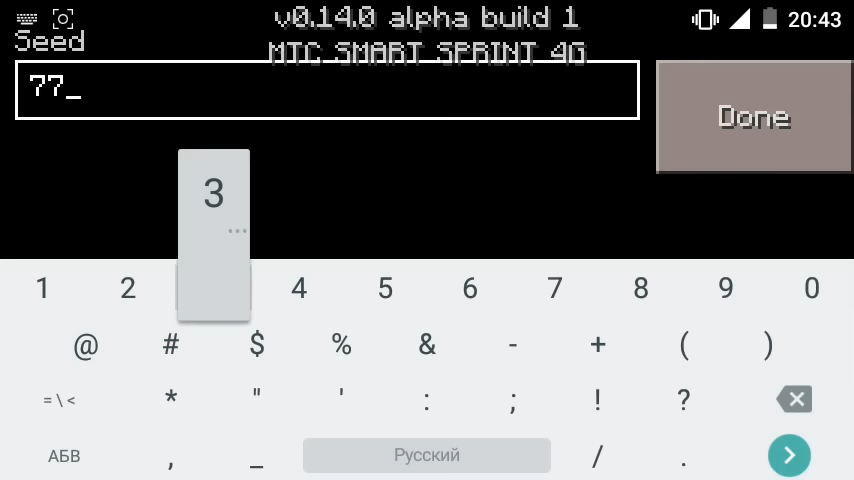 v0.14.0 alpha build 1
20:43
Seed
MTC SMART SPRINT 4G
77_
Done
3
...
1 2 4 5 6 7 8 9 0
@ # $ % & - + ( )
= \ < * " ' : ; ! ?
АБВ , _ Русский / .